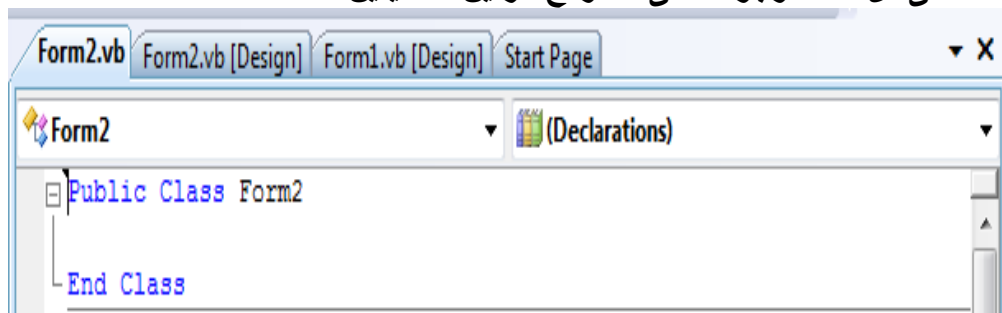 Form2.vb Form2.vb [Design] Form1.vb [Design] Start Page
Form2 (Declarations)
Public Class Form2
End Class